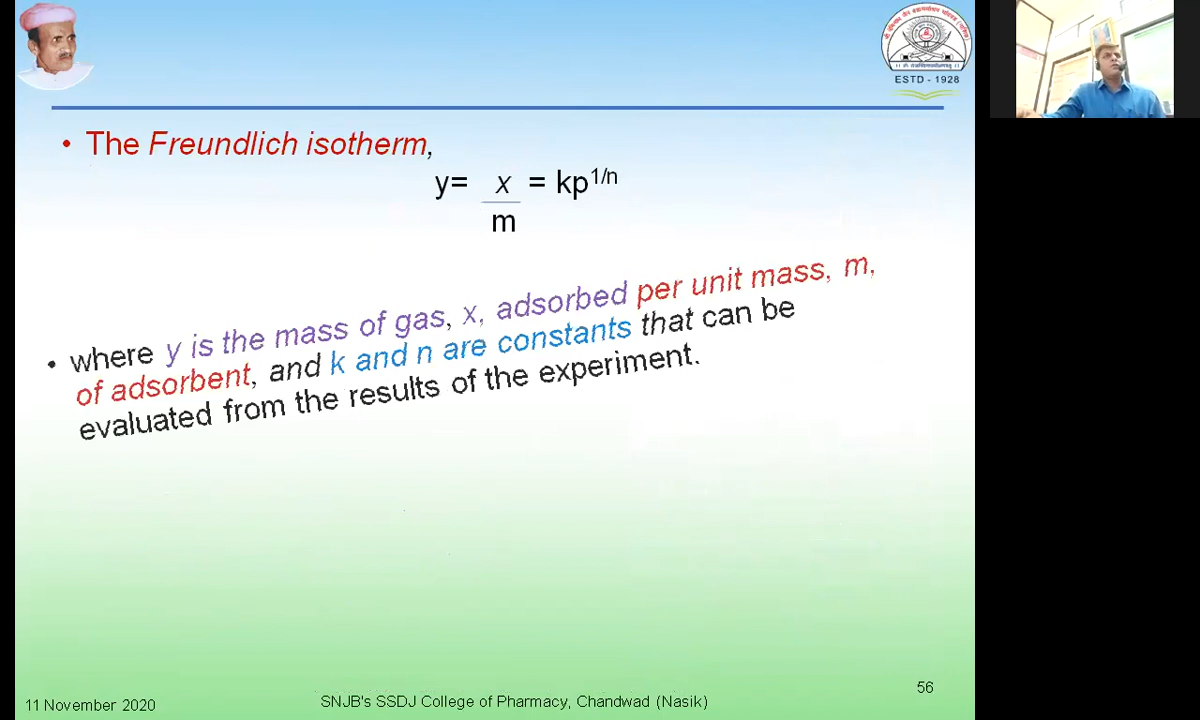 ESTD - 1928
• The Freundlich isotherm,
y= x = kp^1/n
m
• where y is the mass of gas, x, adsorbed per unit mass, m,
of adsorbent, and k and n are constants that can be
evaluated from the results of the experiment.
11 November 2020
SNJB's SSDJ College of Pharmacy, Chandwad (Nasik)
56